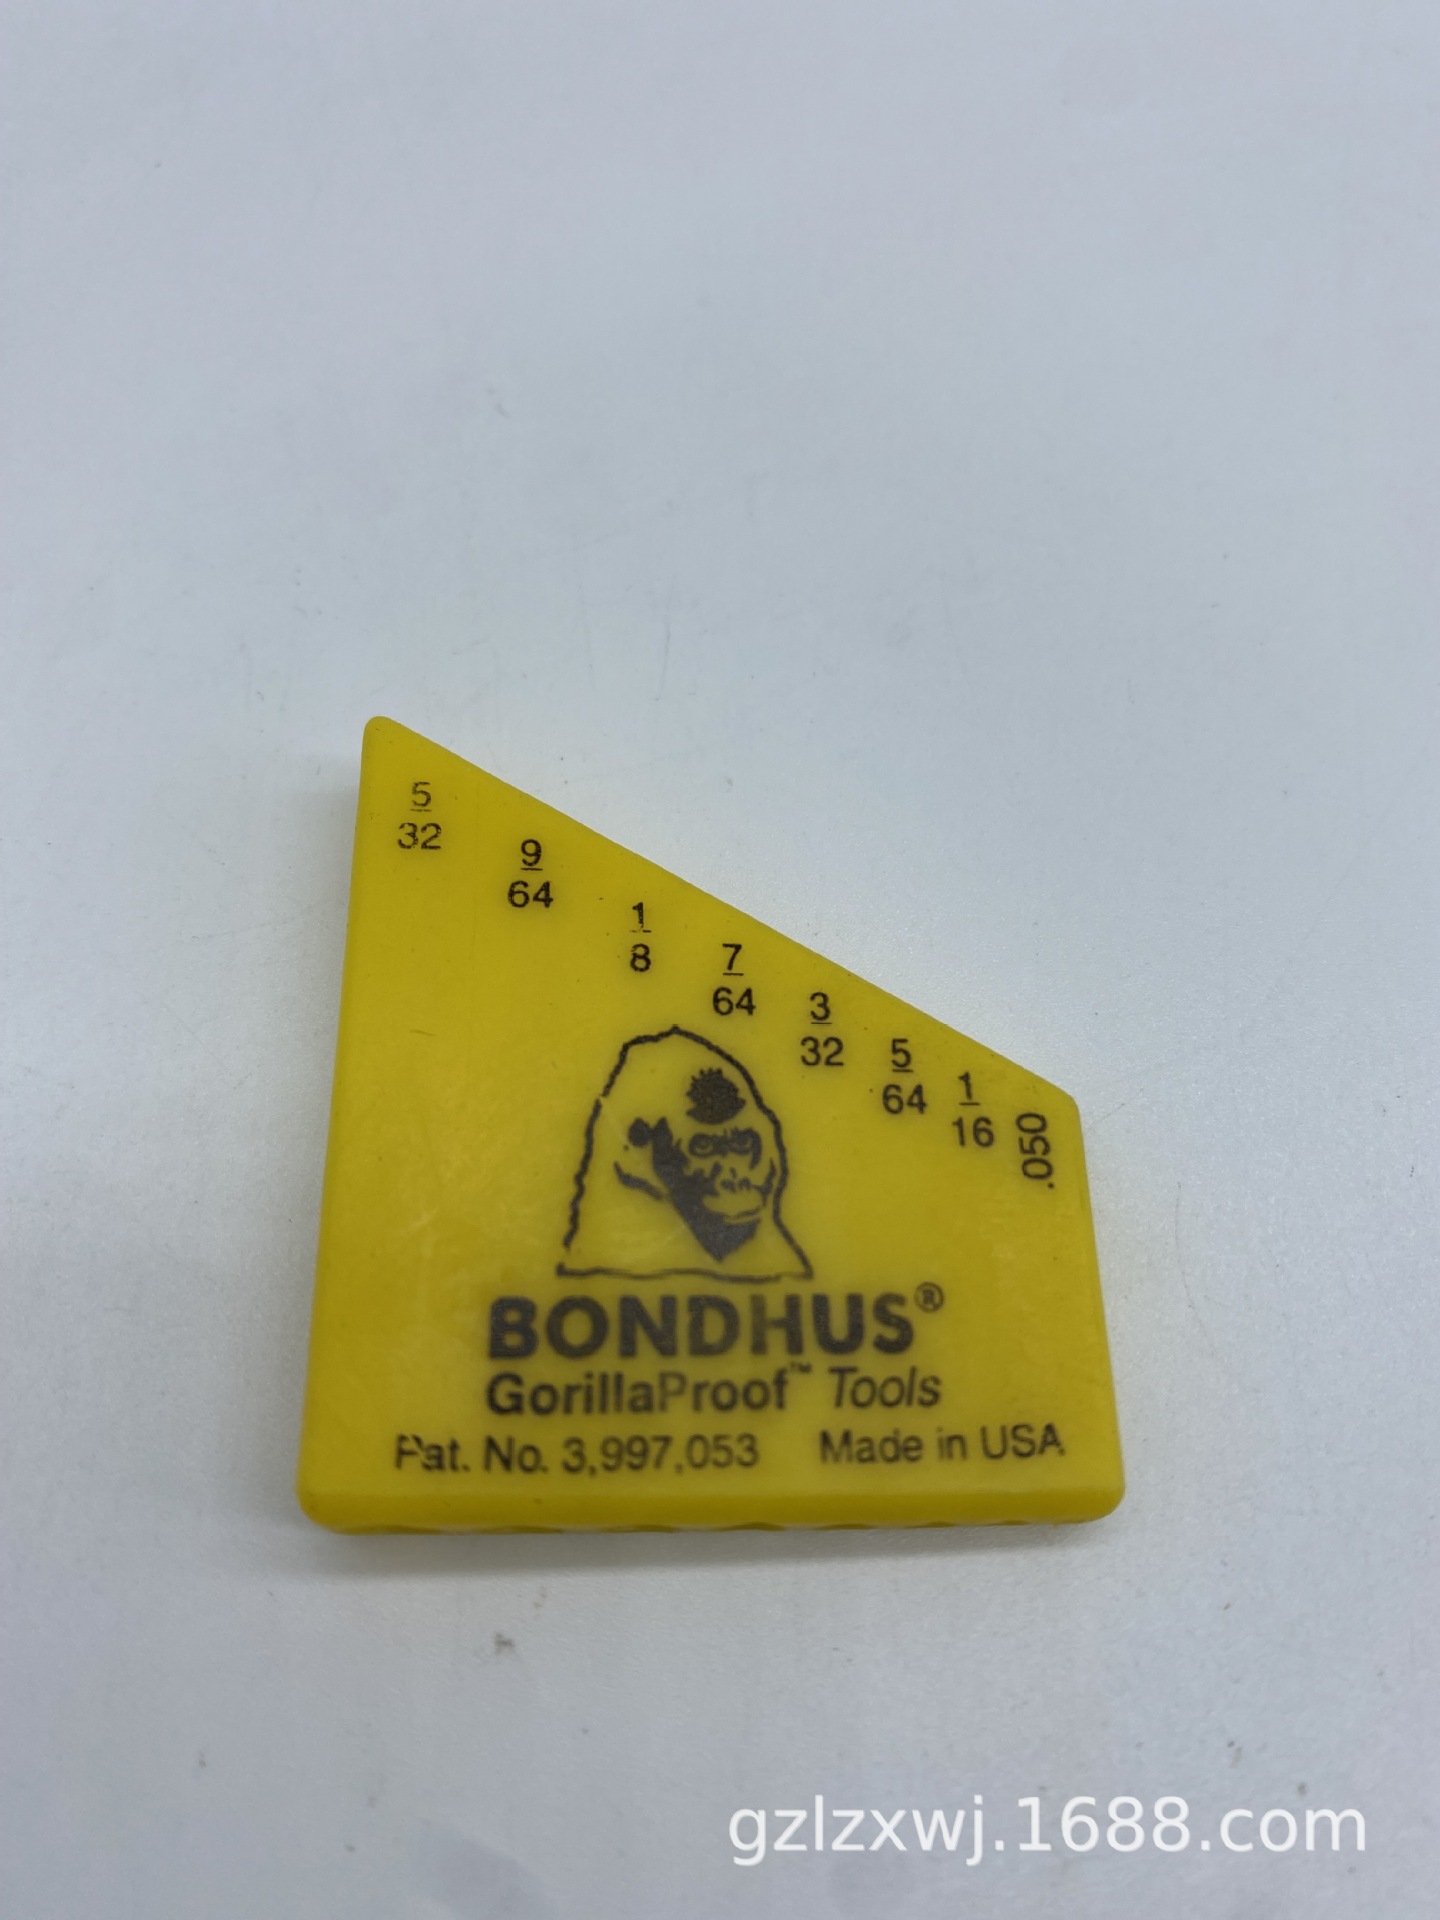 5/32
9/64
1/8
7/64
3/32
5/64
1/16
.050
BONDHUS®
GorillaProof™ Tools
Pat. No. 3,997,053 Made in USA
gzlzxwj.1688.com